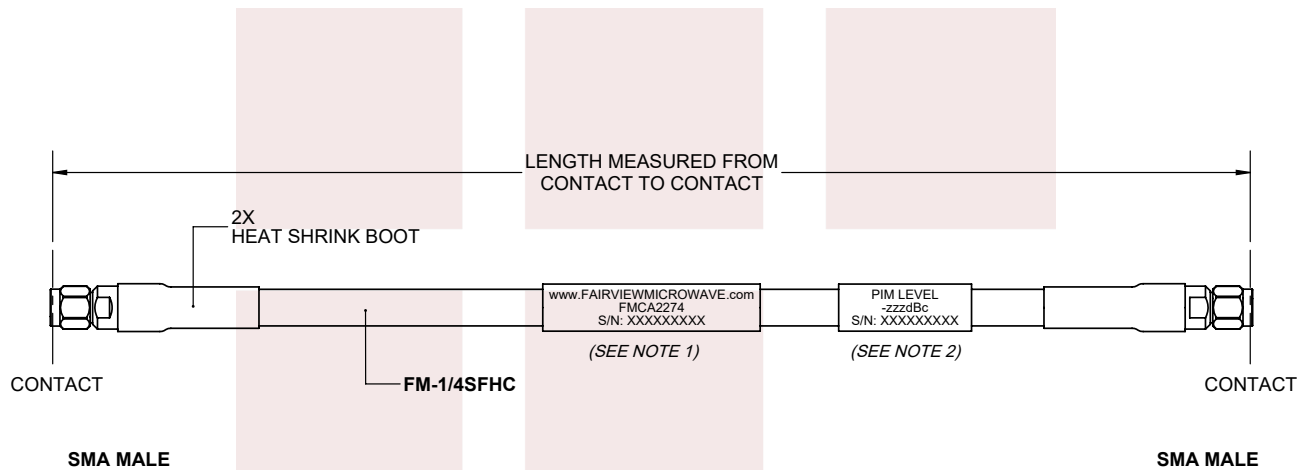 LENGTH MEASURED FROM
CONTACT TO CONTACT
2X
HEAT SHRINK BOOT
www.FAIRVIEWMICROWAVE.com
FMCA2274
S/N: XXXXXXXXX
PIM LEVEL
-zzzdBc
S/N: XXXXXXXXX
(SEE NOTE 1)
(SEE NOTE 2)
CONTACT
FM-1/4SFHC
CONTACT
SMA MALE
SMA MALE